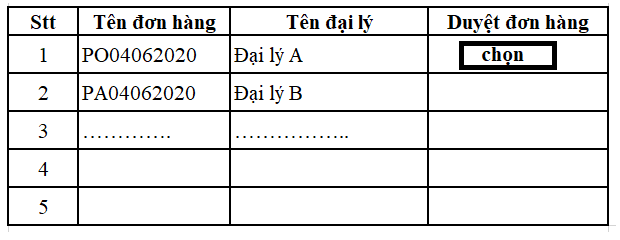 Stt Tên đơn hàng Tên đại lý Duyệt đơn hàng
1 PO04062020 Đại lý A chọn
2 PA04062020 Đại lý B
3 …………. ……………..
4
5